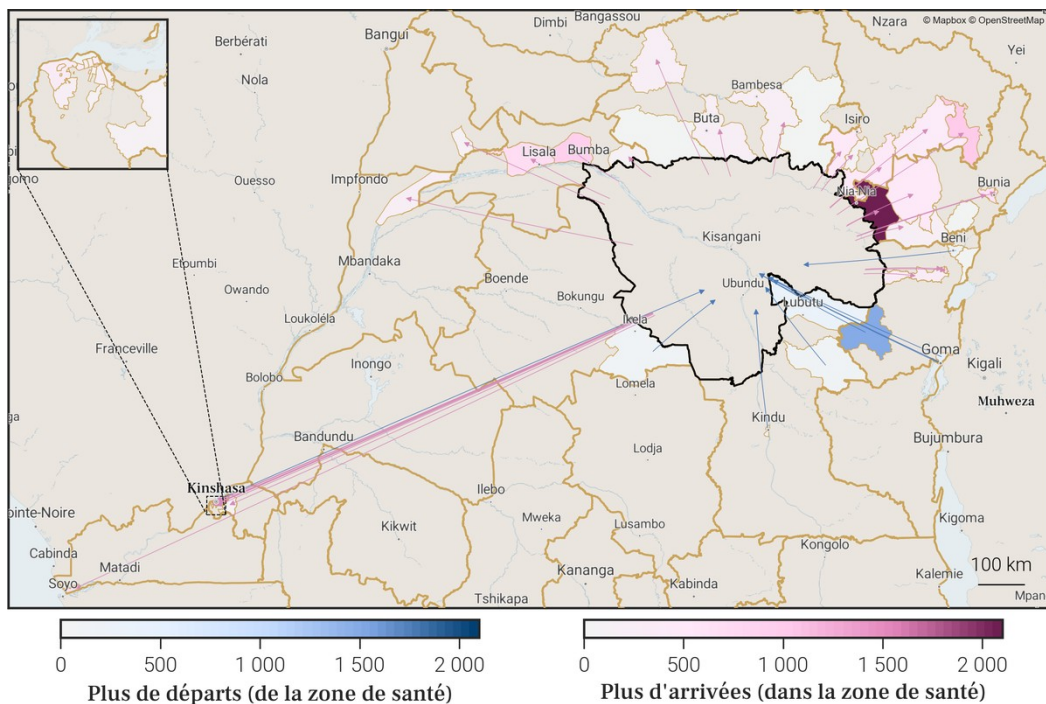 © Mapbox © OpenStreetMap
Dimbi
Bangassou
Nzara
Yei
Berbérati
Bangui
Nola
Bambesa
Buta
Isiro
Lisala
Bumba
Ouesso
Impfondo
Nia-Nia
Bunia
Kisangani
Beni
Etoumbi
Mbandaka
Boende
Ubundu
Owando
Bokungu
Lubutu
Loukoléla
Ikela
Franceville
Inongo
Goma
Kigali
Bolobo
Lomela
Muhweza
Kindu
Bandundu
Bujumbura
Lodja
Kinshasa
Ilebo
ointe-Noire
Kikwit
Mweka
Lusambo
Kigoma
Cabinda
Kongolo
Matadi
Kananga
Kabinda
Kalemie
100 km
Soyo
Tshikapa
Mpan
0 500 1 000 1 500 2 000
Plus de départs (de la zone de santé)
0 500 1 000 1 500 2 000
Plus d'arrivées (dans la zone de santé)